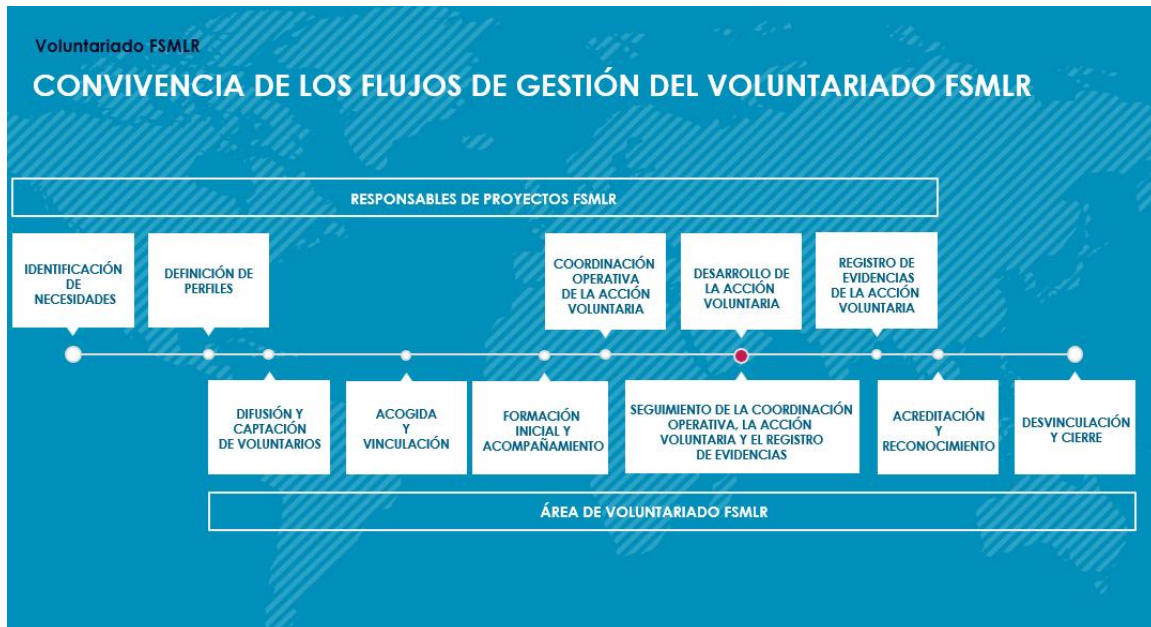 Voluntariado FSMLR
CONVIVENCIA DE LOS FLUJOS DE GESTIÓN DEL VOLUNTARIADO FSMLR
RESPONSABLES DE PROYECTOS FSMLR
IDENTIFICACIÓN
DE
NECESIDADES
DEFINICIÓN DE
PERFILES
COORDINACIÓN
OPERATIVA
DE LA ACCIÓN
VOLUNTARIA
DESARROLLO DE
LA ACCIÓN
VOLUNTARIA
REGISTRO DE
EVIDENCIAS
DE LA ACCIÓN
VOLUNTARIA
DIFUSIÓN Y
CAPTACIÓN
DE VOLUNTARIOS
ACOGIDA
Y
VINCULACIÓN
FORMACIÓN
INICIAL Y
ACOMPAÑAMIENTO
SEGUIMIENTO DE LA COORDINACIÓN
OPERATIVA, LA ACCIÓN
VOLUNTARIA Y EL REGISTRO
DE EVIDENCIAS
ACREDITACIÓN
Y
RECONOCIMIENTO
DESVINCULACIÓN
Y CIERRE
ÁREA DE VOLUNTARIADO FSMLR